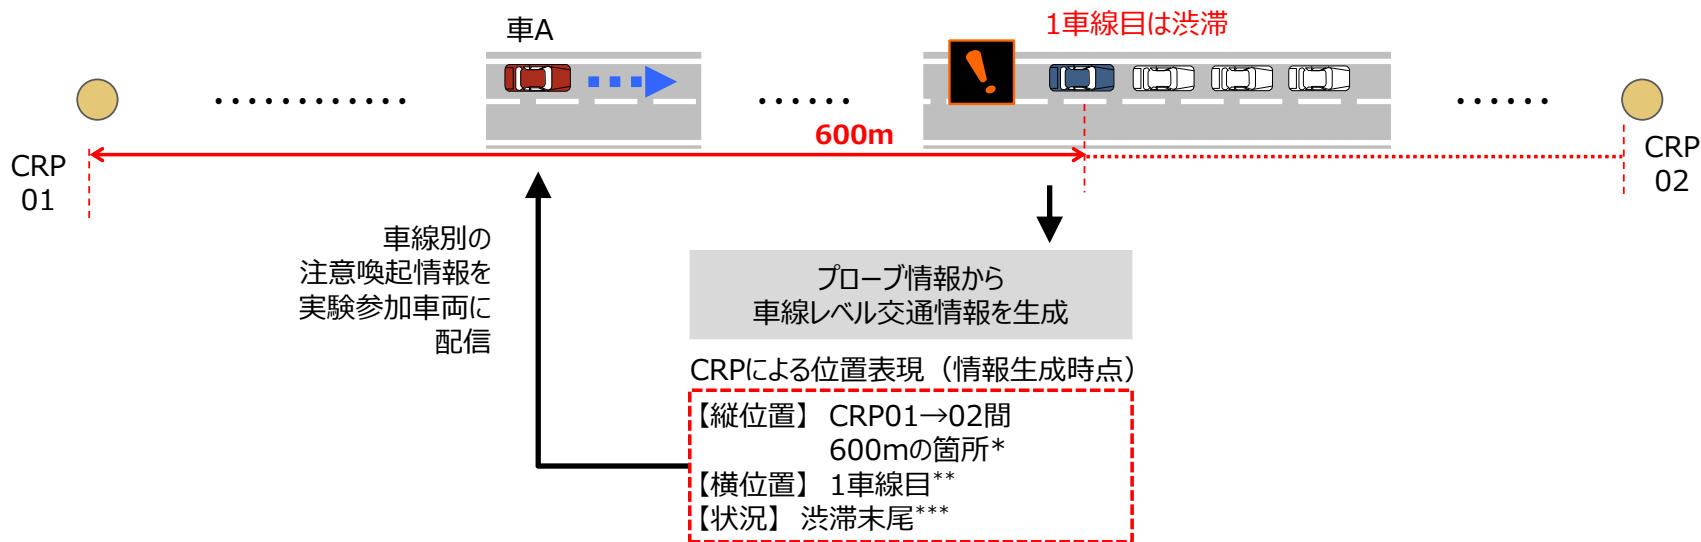 車A
1車線目は渋滞
600m
CRP
01
CRP
02
車線別の
注意喚起情報を
実験参加車両に
配信
プローブ情報から
車線レベル交通情報を生成
CRPによる位置表現（情報生成時点）
【縦位置】 CRP01→02間
600mの箇所*
【横位置】 1車線目**
【状況】 渋滞末尾***